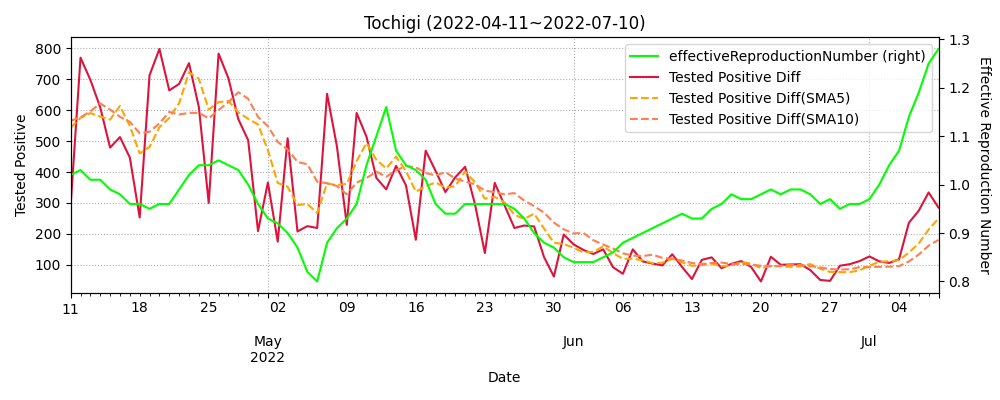 Tochigi (2022-04-11~2022-07-10)
effectiveReproductionNumber (right)
Tested Positive Diff
Tested Positive Diff(SMA5)
Tested Positive Diff(SMA10)
Tested Positive
800
700
600
500
400
300
200
100
1.3
1.2
1.1
1.0
0.9
0.8
Effective Reproduction Number
11 18 25 02 09 16 23 30 06 13 20 27 04
May Jun Jul
2022
Date